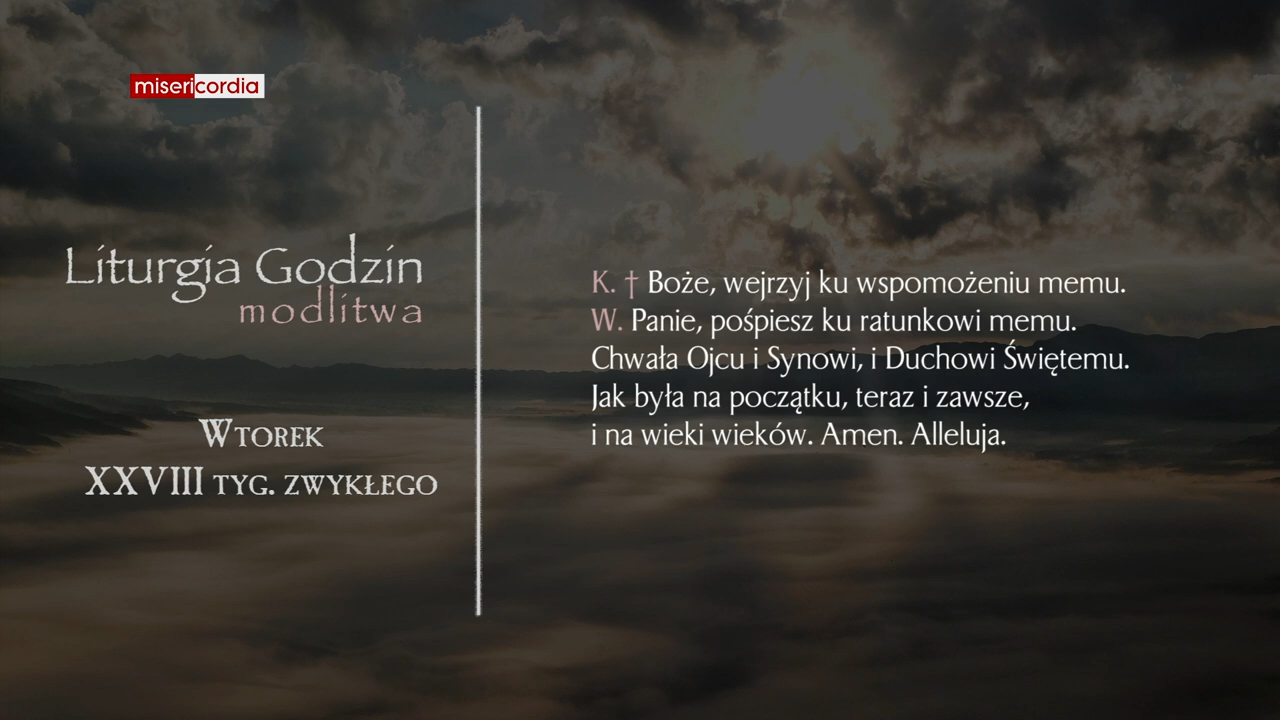 misericordia
Liturgia Godzin
modlitwa
Wtorek
XXVIII tyg. zwykłego
K. † Boże, wejrzyj ku wspomożeniu memu.
W. Panie, pośpiesz ku ratunkowi memu.
Chwała Ojcu i Synowi, i Duchowi Świętemu.
Jak była na początku, teraz i zawsze,
i na wieki wieków. Amen. Alleluja.